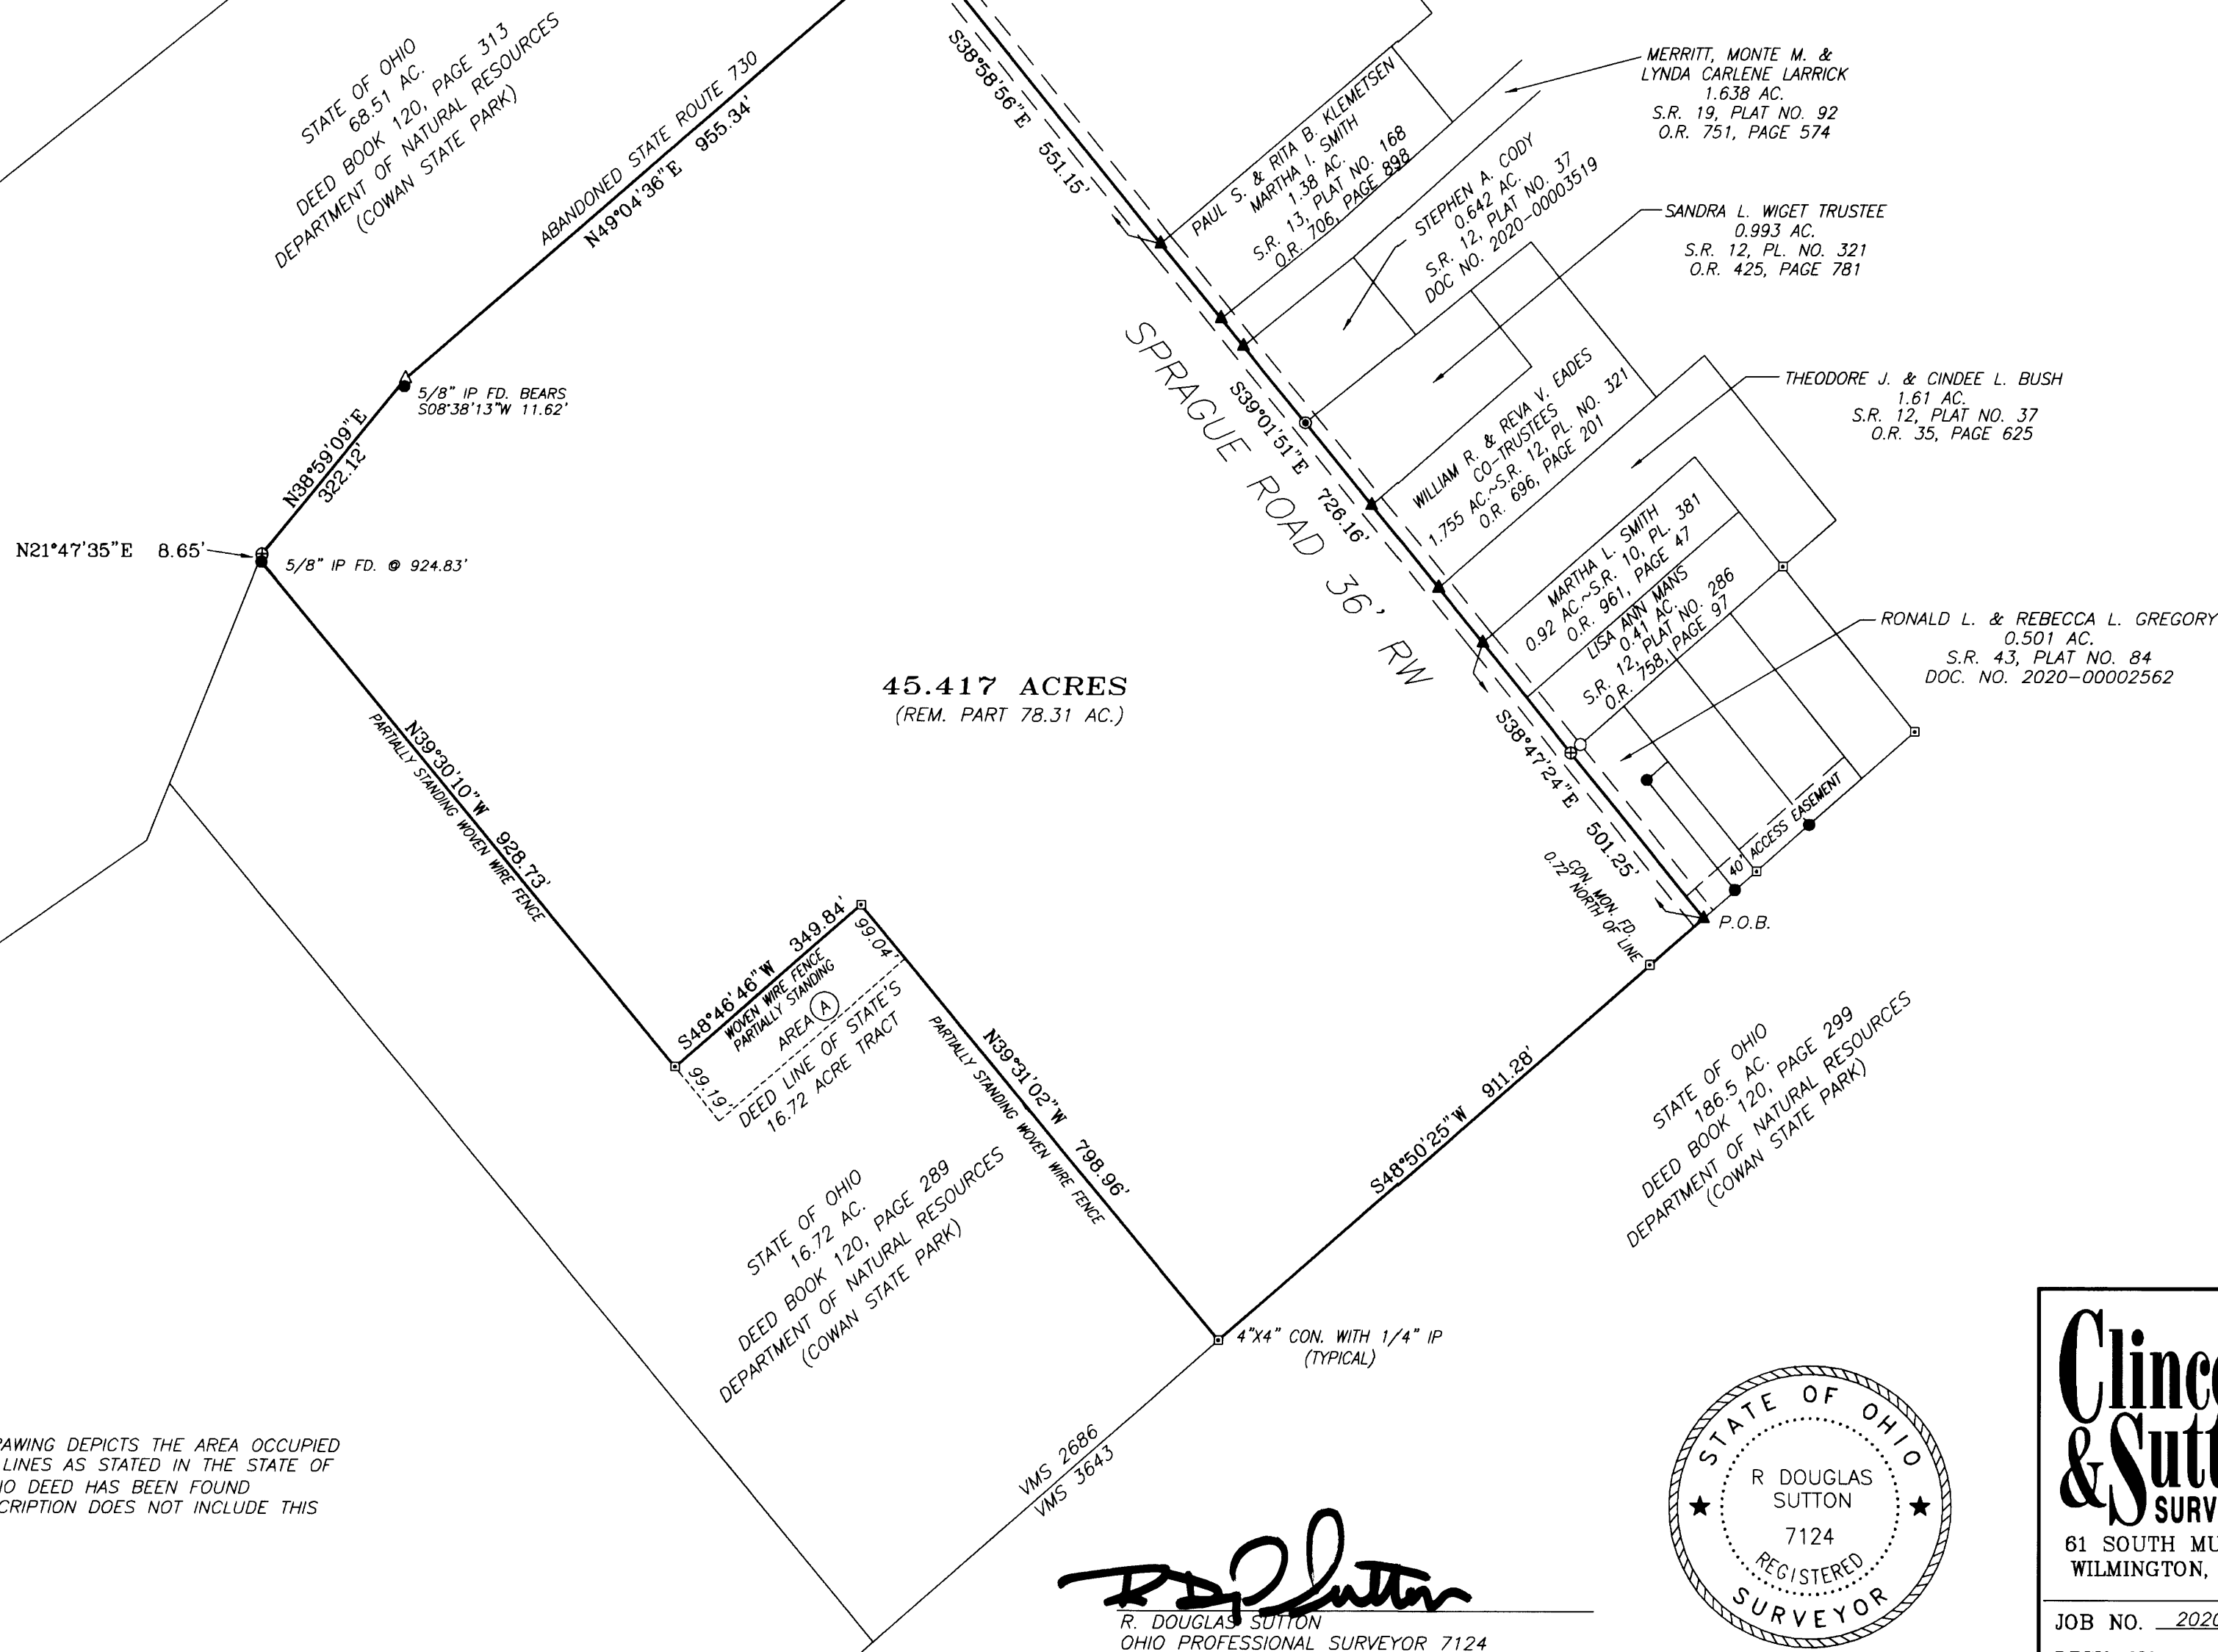 STATE OF OHIO
68.51 AC.
DEED BOOK 120, PAGE 313
DEPARTMENT OF NATURAL RESOURCES
(COWAN STATE PARK)
ABANDONED STATE ROUTE 730
N49°04'36"E 955.34'
S38°58'56"E 551.15'
PAUL S. & RITA B. KLEMETSEN
MARTHA I. SMITH
1.38 AC.
S.R. 13, PLAT NO. 168
O.R. 706, PAGE 898
MERRITT, MONTE M. &
LYNDA CARLENE LARRICK
1.638 AC.
S.R. 19, PLAT NO. 92
O.R. 751, PAGE 574
STEPHEN A. CODY
0.642 AC.
S.R. 12, PLAT NO. 37
DOC NO. 2020-00003519
SANDRA L. WIGET TRUSTEE
0.993 AC.
S.R. 12, PL. NO. 321
O.R. 425, PAGE 781
THEODORE J. & CINDEE L. BUSH
1.61 AC.
S.R. 12, PLAT NO. 37
O.R. 35, PAGE 625
WILLIAM R. & REVA V. EADES
CO-TRUSTEES
1.755 AC.~S.R. 12, PL. NO. 321
O.R. 696, PAGE 201
MARTHA L. SMITH
0.92 AC.~S.R. 10, PL. 381
O.R. 961, PAGE 47
LISA ANN MANS
0.41 AC.
S.R. 12, PLAT NO. 286
O.R. 758, PAGE 97
RONALD L. & REBECCA L. GREGORY
0.501 AC.
S.R. 43, PLAT NO. 84
DOC. NO. 2020-00002562
5/8" IP FD. BEARS
S08°38'13"W 11.62'
N38°59'09"E
322.12'
N21°47'35"E 8.65'
5/8" IP FD. @ 924.83'
SPRAGUE ROAD 36' RW
S39°01'51"E 726.16'
S38°47'24"E 501.25'
40' ACCESS EASEMENT
CON. MON. FD.
0.72' NORTH OF LINE
P.O.B.
45.417 ACRES
(REM. PART 78.31 AC.)
N39°30'10"W 928.73'
PARTIALLY STANDING WOVEN WIRE FENCE
S48°46'46"W 349.84'
WOVEN WIRE FENCE
PARTIALLY STANDING
AREA A
99.04'
99.19'
DEED LINE OF STATE'S
16.72 ACRE TRACT
N39°31'02"W 798.96'
PARTIALLY STANDING WOVEN WIRE FENCE
S48°50'25"W 911.28'
STATE OF OHIO
186.5 AC.
DEED BOOK 120, PAGE 299
DEPARTMENT OF NATURAL RESOURCES
(COWAN STATE PARK)
STATE OF OHIO
16.72 AC.
DEED BOOK 120, PAGE 289
DEPARTMENT OF NATURAL RESOURCES
(COWAN STATE PARK)
4"X4" CON. WITH 1/4" IP
(TYPICAL)
VMS 2686
VMS 3643
AWING DEPICTS THE AREA OCCUPIED
LINES AS STATED IN THE STATE OF
IO DEED HAS BEEN FOUND
CRIPTION DOES NOT INCLUDE THIS
R. DOUGLAS SUTTON
OHIO PROFESSIONAL SURVEYOR 7124
STATE OF OHIO
R DOUGLAS
SUTTON
7124
REGISTERED
SURVEYOR
Clinc
& Sutt
SURV
61 SOUTH MU
WILMINGTON,
JOB NO. 2020